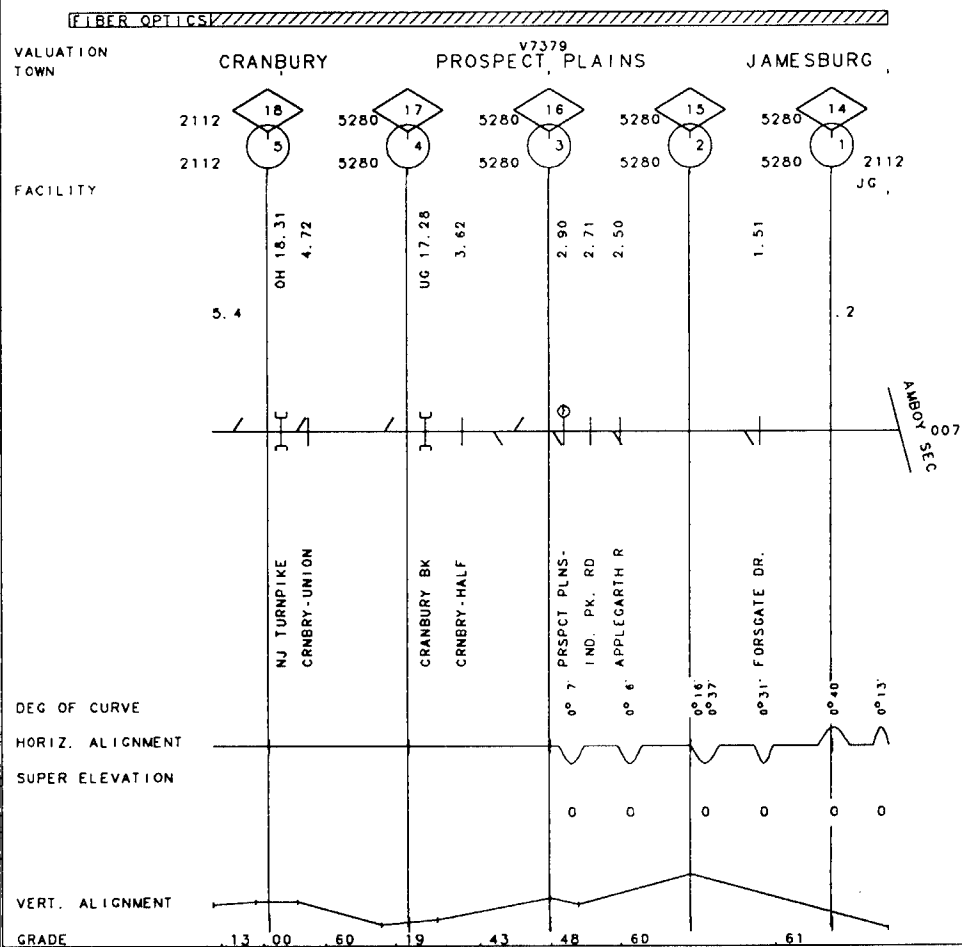 FIBER OPTICS
VALUATION V7379
TOWN CRANBURY PROSPECT PLAINS JAMESBURG
18 17 16 15 14
2112 5280 5280 5280 5280
5 4 3 2 1
2112 5280 5280 5280 5280 2112
FACILITY JG
OH 18.31
4.72
UG 17.28
3.62
2.90
2.71
2.50
1.51
5.4 .2
AMBOY SEC
007
NJ TURNPIKE
CRNBRY-UNION
CRANBURY BK
CRNBRY-HALF
PRSPCT PLNS-
IND. PK. RD
APPLEGARTH R
FORSGATE DR.
DEG OF CURVE 0° 7' 0° 6' 0°16' 0°37' 0°31' 0°40' 0°13'
HORIZ. ALIGNMENT
SUPER ELEVATION
0 0 0 0 0 0
VERT. ALIGNMENT
GRADE .13 .00 .60 .19 .43 .48 .60 .61